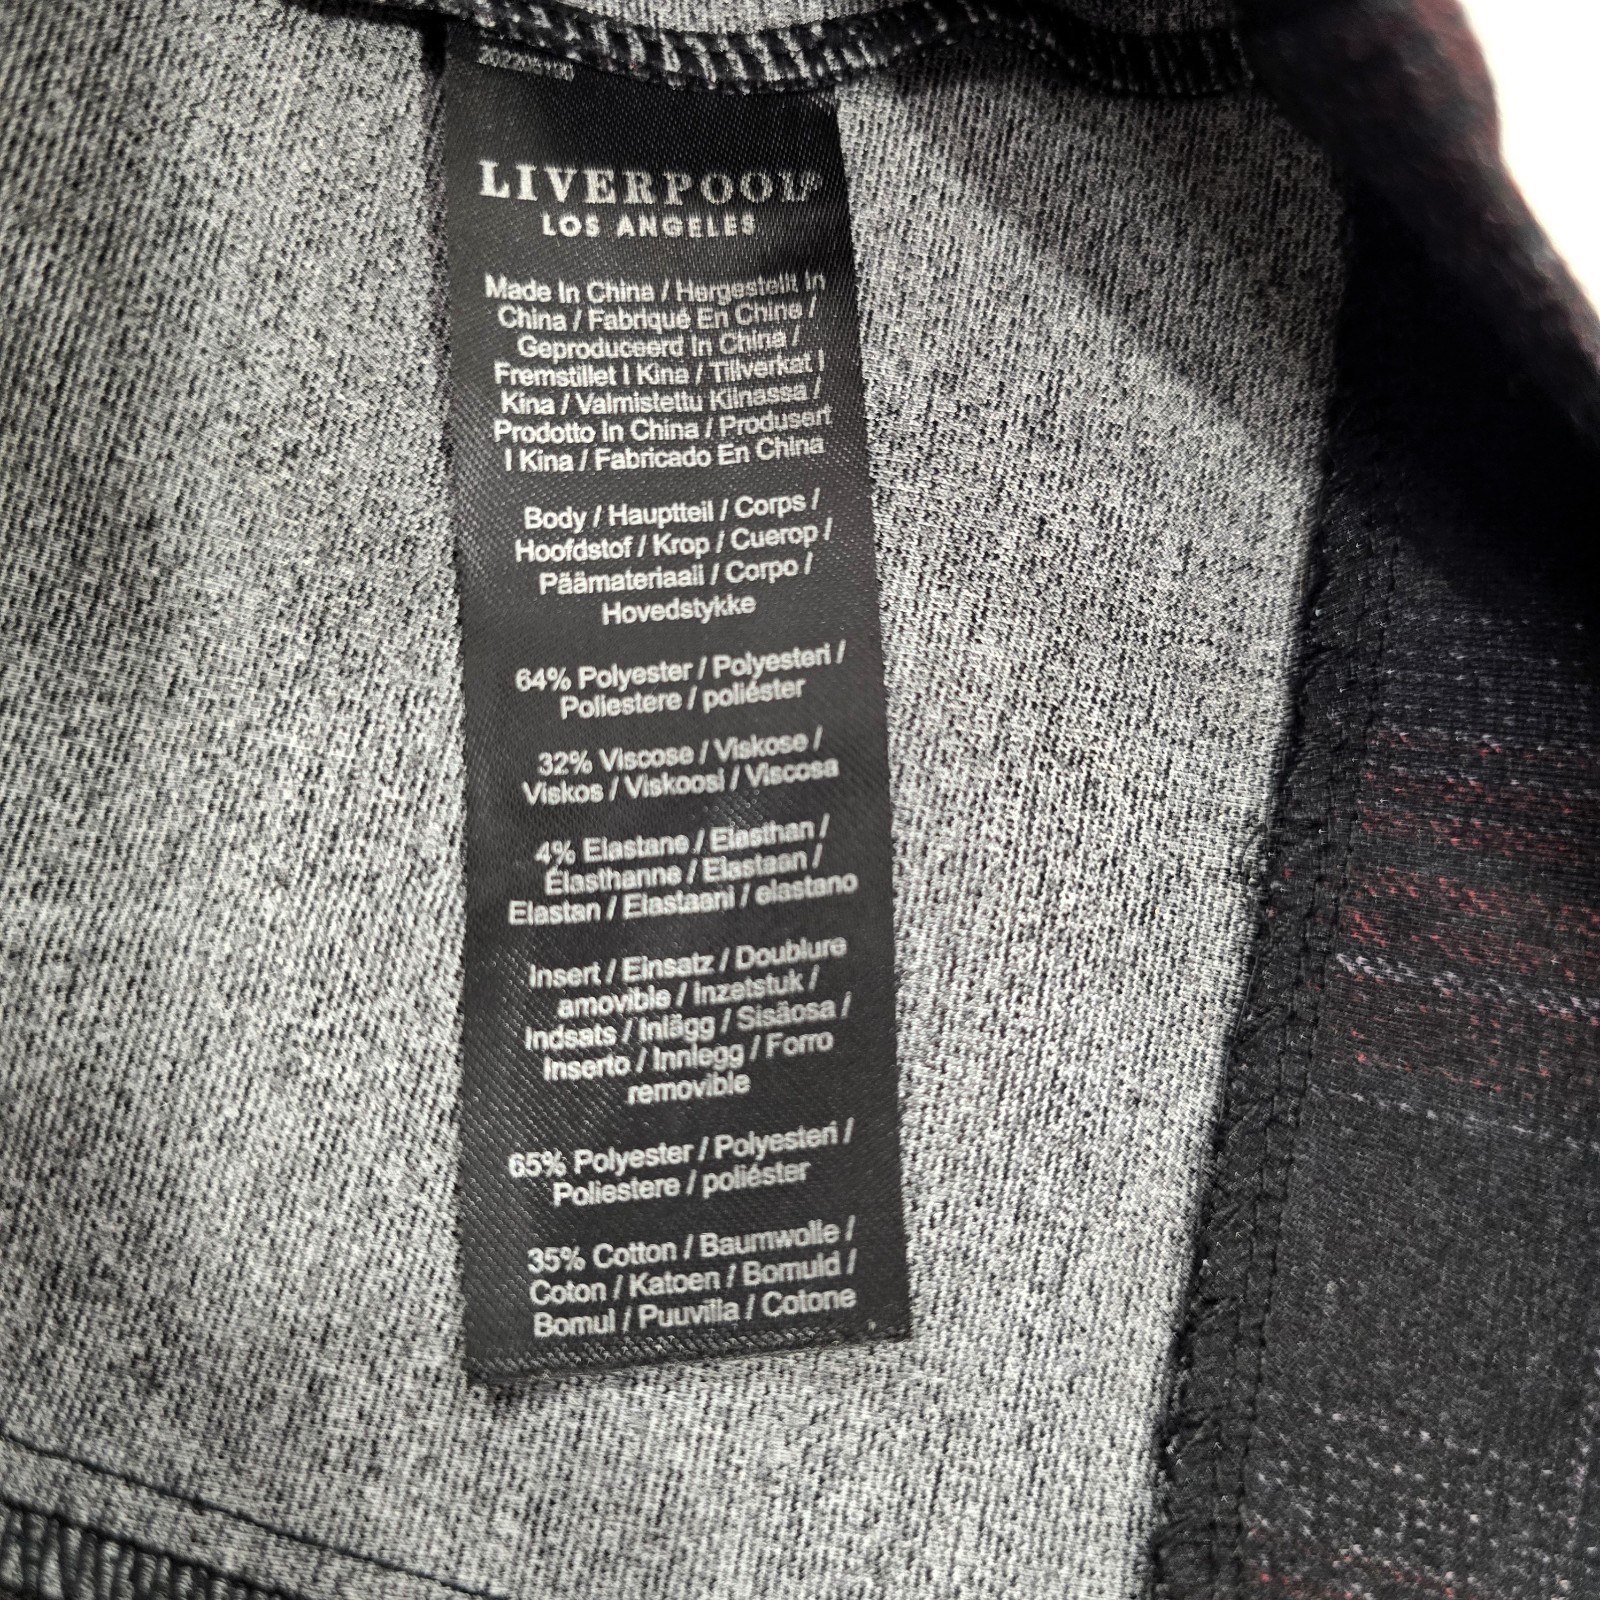 LIVERPOOL
LOS ANGELES
Made In China / Hergestellt In
China / Fabriqué En Chine /
Geproduceerd In China /
Fremstillet I Kina / Tillverkat I
Kina / Valmistettu Kiinassa /
Prodotto In China / Produsert
I Kina / Fabricado En China
Body / Hauptteil / Corps /
Hoofdstof / Krop / Cuerop /
Päämateriaali / Corpo /
Hovedstykke
64% Polyester / Polyesteri /
Poliestere / poliéster
32% Viscose / Viskose /
Viskos / Viskoosi / Viscosa
4% Elastane / Elasthan /
Élasthanne / Elastaan /
Elastan / Elastaani / elastano
Insert / Einsatz / Doublure
amovible / Inzetstuk /
Indsats / Inlägg / Sisäosa /
Inserto / Innlegg / Forro
removible
65% Polyester / Polyesteri /
Poliestere / poliéster
35% Cotton / Baumwolle /
Coton / Katoen / Bomuld /
Bomul / Puuvilla / Cotone